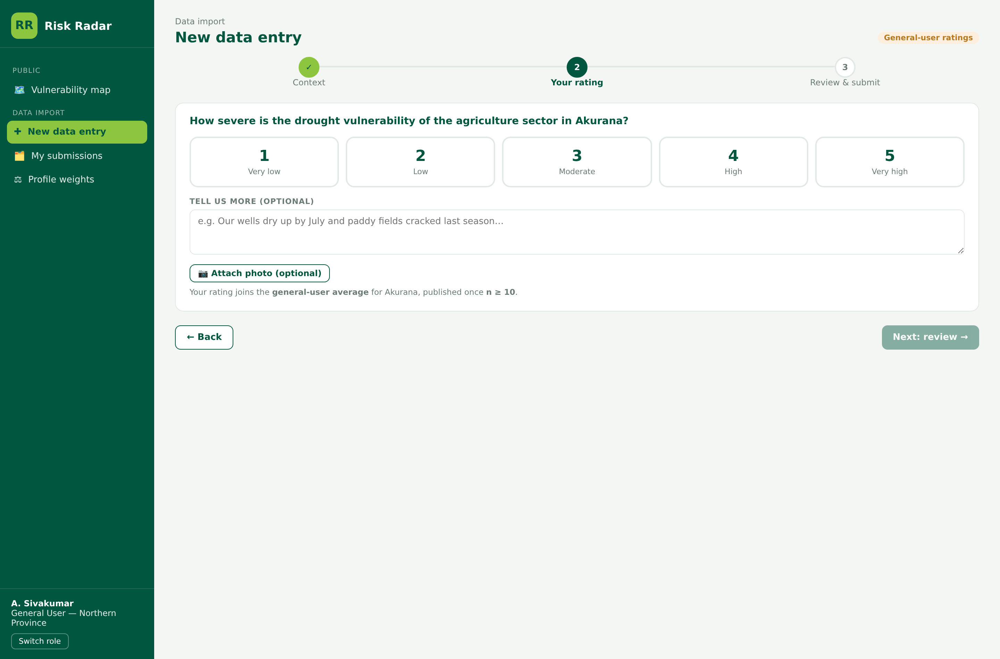 RR Risk Radar
PUBLIC
Vulnerability map
DATA IMPORT
New data entry
My submissions
Profile weights
A. Sivakumar
General User — Northern
Province
Switch role
Data import
New data entry
General-user ratings
✓ 2 3
Context Your rating Review & submit
How severe is the drought vulnerability of the agriculture sector in Akurana?
1 2 3 4 5
Very low Low Moderate High Very high
TELL US MORE (OPTIONAL)
e.g. Our wells dry up by July and paddy fields cracked last season...
Attach photo (optional)
Your rating joins the general-user average for Akurana, published once n ≥ 10.
← Back
Next: review →